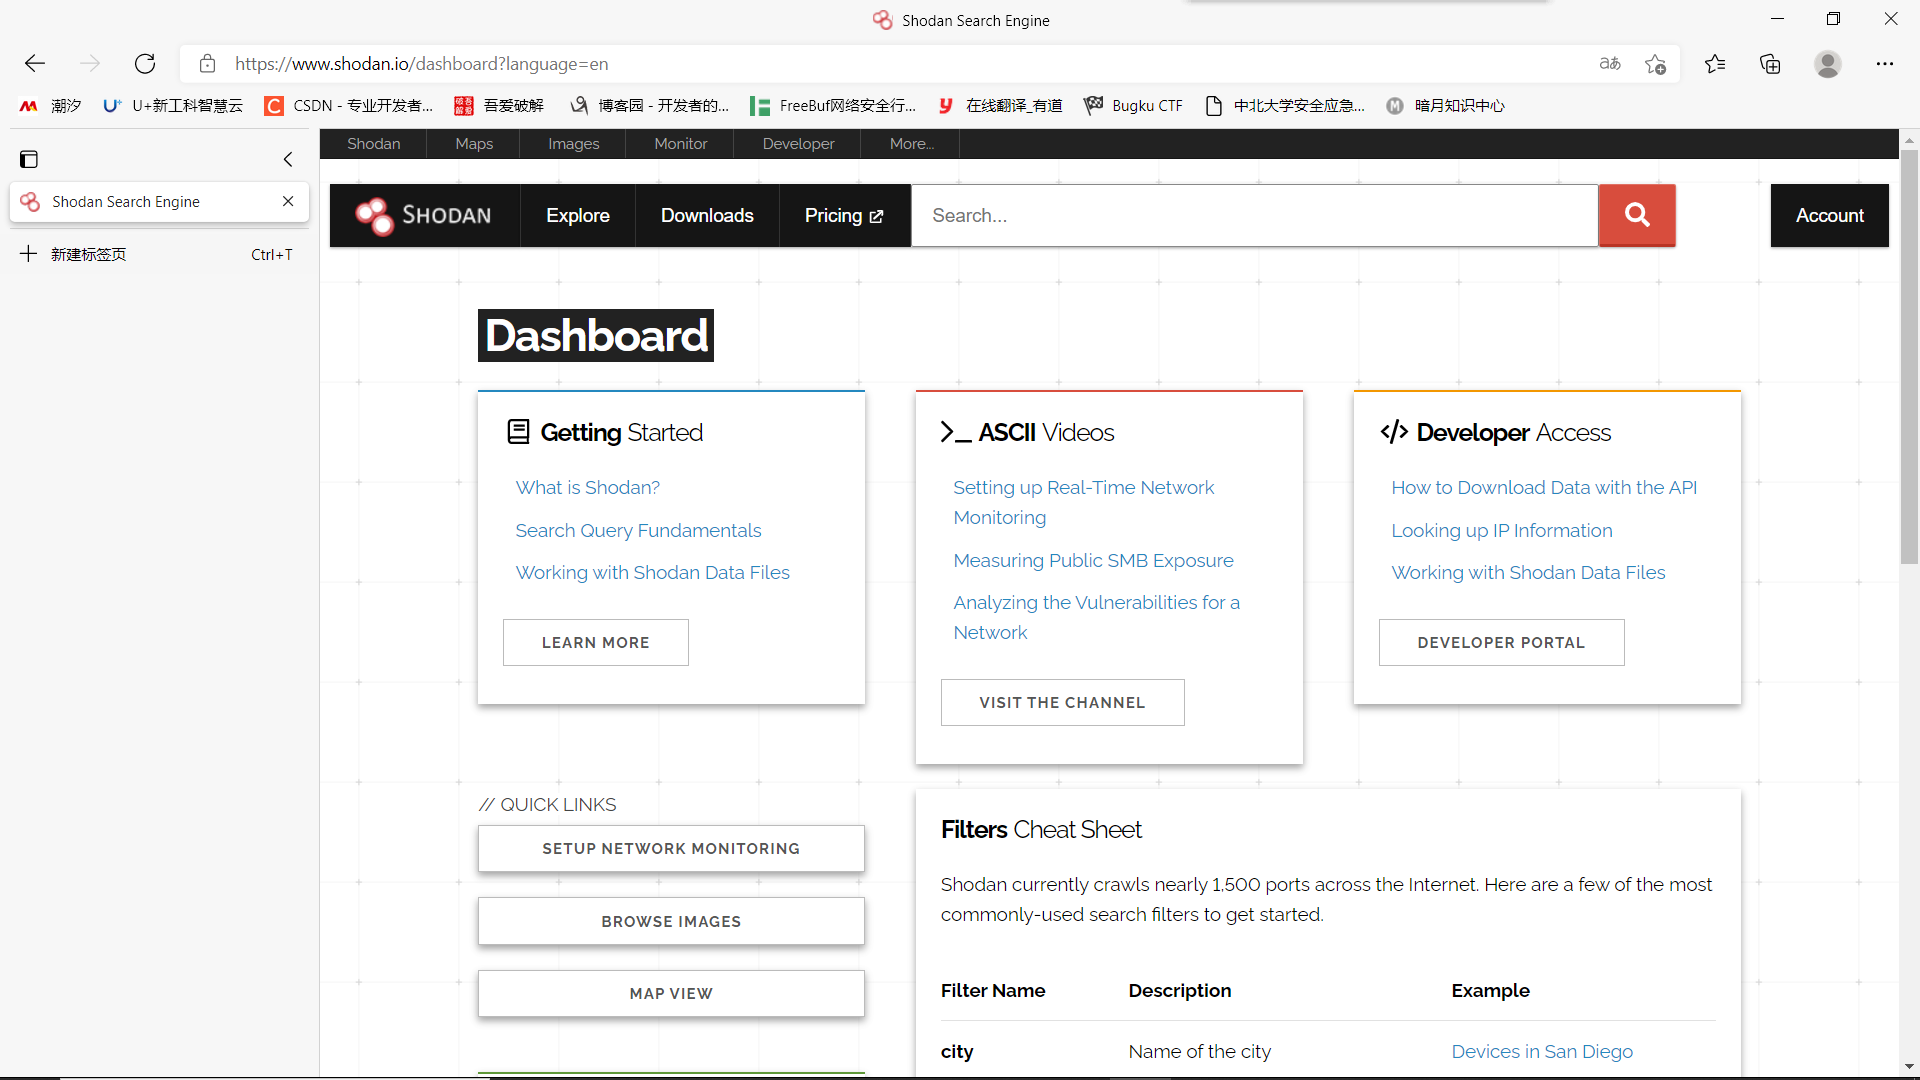 Shodan Search Engine
https://www.shodan.io/dashboard?language=en
aあ
潮汐
U+新工科智慧云
CSDN - 专业开发者...
吾爱破解
博客园 - 开发者的...
FreeBuf网络安全行...
在线翻译_有道
Bugku CTF
中北大学安全应急...
暗月知识中心
Shodan Search Engine
新建标签页 Ctrl+T
Shodan Maps Images Monitor Developer More...
SHODAN Explore Downloads Pricing Search... Account
Dashboard
Getting Started
What is Shodan?
Search Query Fundamentals
Working with Shodan Data Files
LEARN MORE
>_ ASCII Videos
Setting up Real-Time Network
Monitoring
Measuring Public SMB Exposure
Analyzing the Vulnerabilities for a
Network
VISIT THE CHANNEL
</> Developer Access
How to Download Data with the API
Looking up IP Information
Working with Shodan Data Files
DEVELOPER PORTAL
// QUICK LINKS
SETUP NETWORK MONITORING
BROWSE IMAGES
MAP VIEW
Filters Cheat Sheet
Shodan currently crawls nearly 1,500 ports across the Internet. Here are a few of the most
commonly-used search filters to get started.
Filter Name Description Example
city Name of the city Devices in San Diego